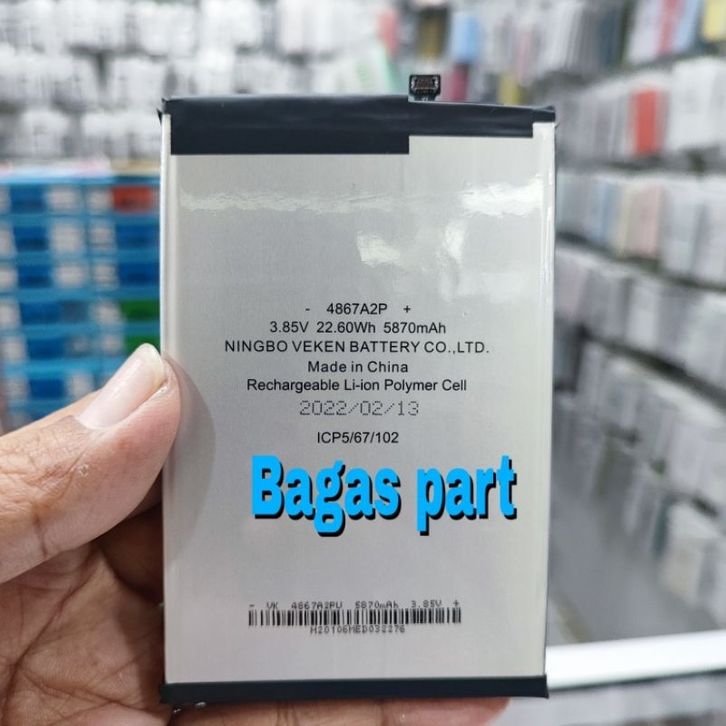 - 4867A2P +
3.85V 22.60Wh 5870mAh
NINGBO VEKEN BATTERY CO.,LTD.
Made in China
Rechargeable Li-ion Polymer Cell
2022/02/13
ICP5/67/102
Bagas part
- VK 4867A2PU 5870mAh 3.85V +
H20106MED032276